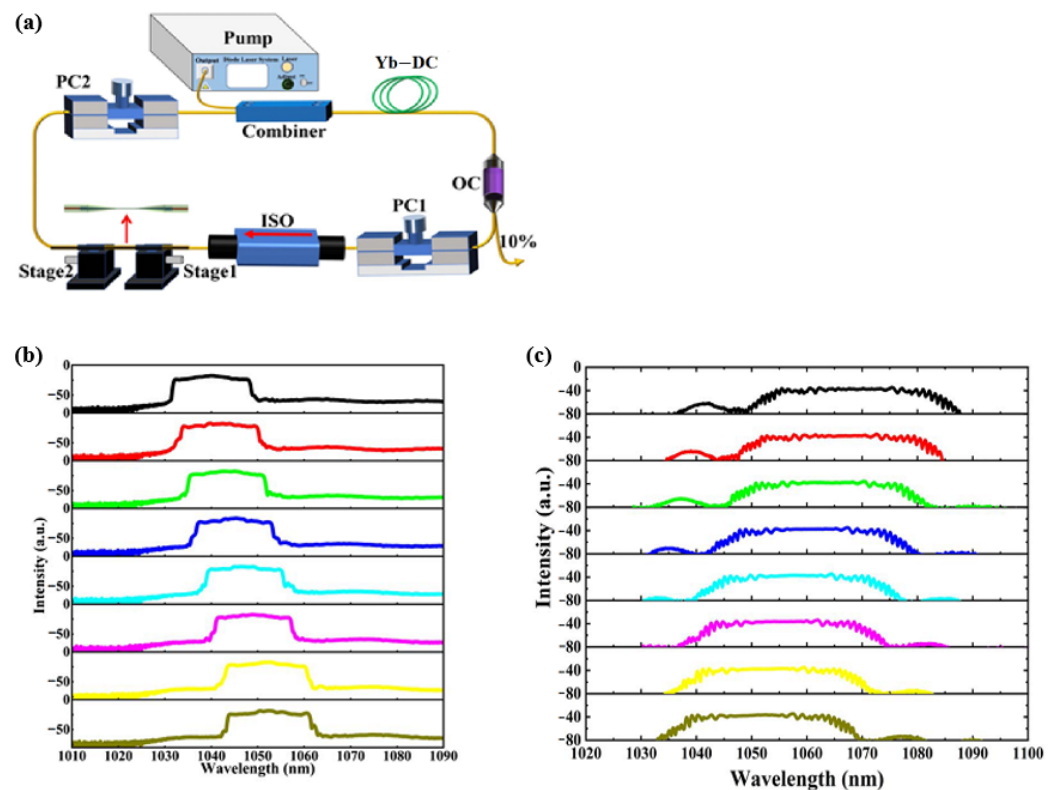 (a)
Pump
Output
Diode Laser System
Laser
Adjust
Yb−DC
PC2
Combiner
OC
PC1
ISO
10%
Stage2
Stage1
(b)
0
−50
0
−50
0
−50
0
−50
0
−50
0
−50
0
−50
0
−50
Intensity (a.u.)
1010 1020 1030 1040 1050 1060 1070 1080 1090
Wavelength (nm)
(c)
0
−40
−80
−40
−80
−40
−80
−40
−80
−40
−80
−40
−80
−40
−80
−40
−80
Intensity (a.u.)
1020 1030 1040 1050 1060 1070 1080 1090 1100
Wavelength (nm)